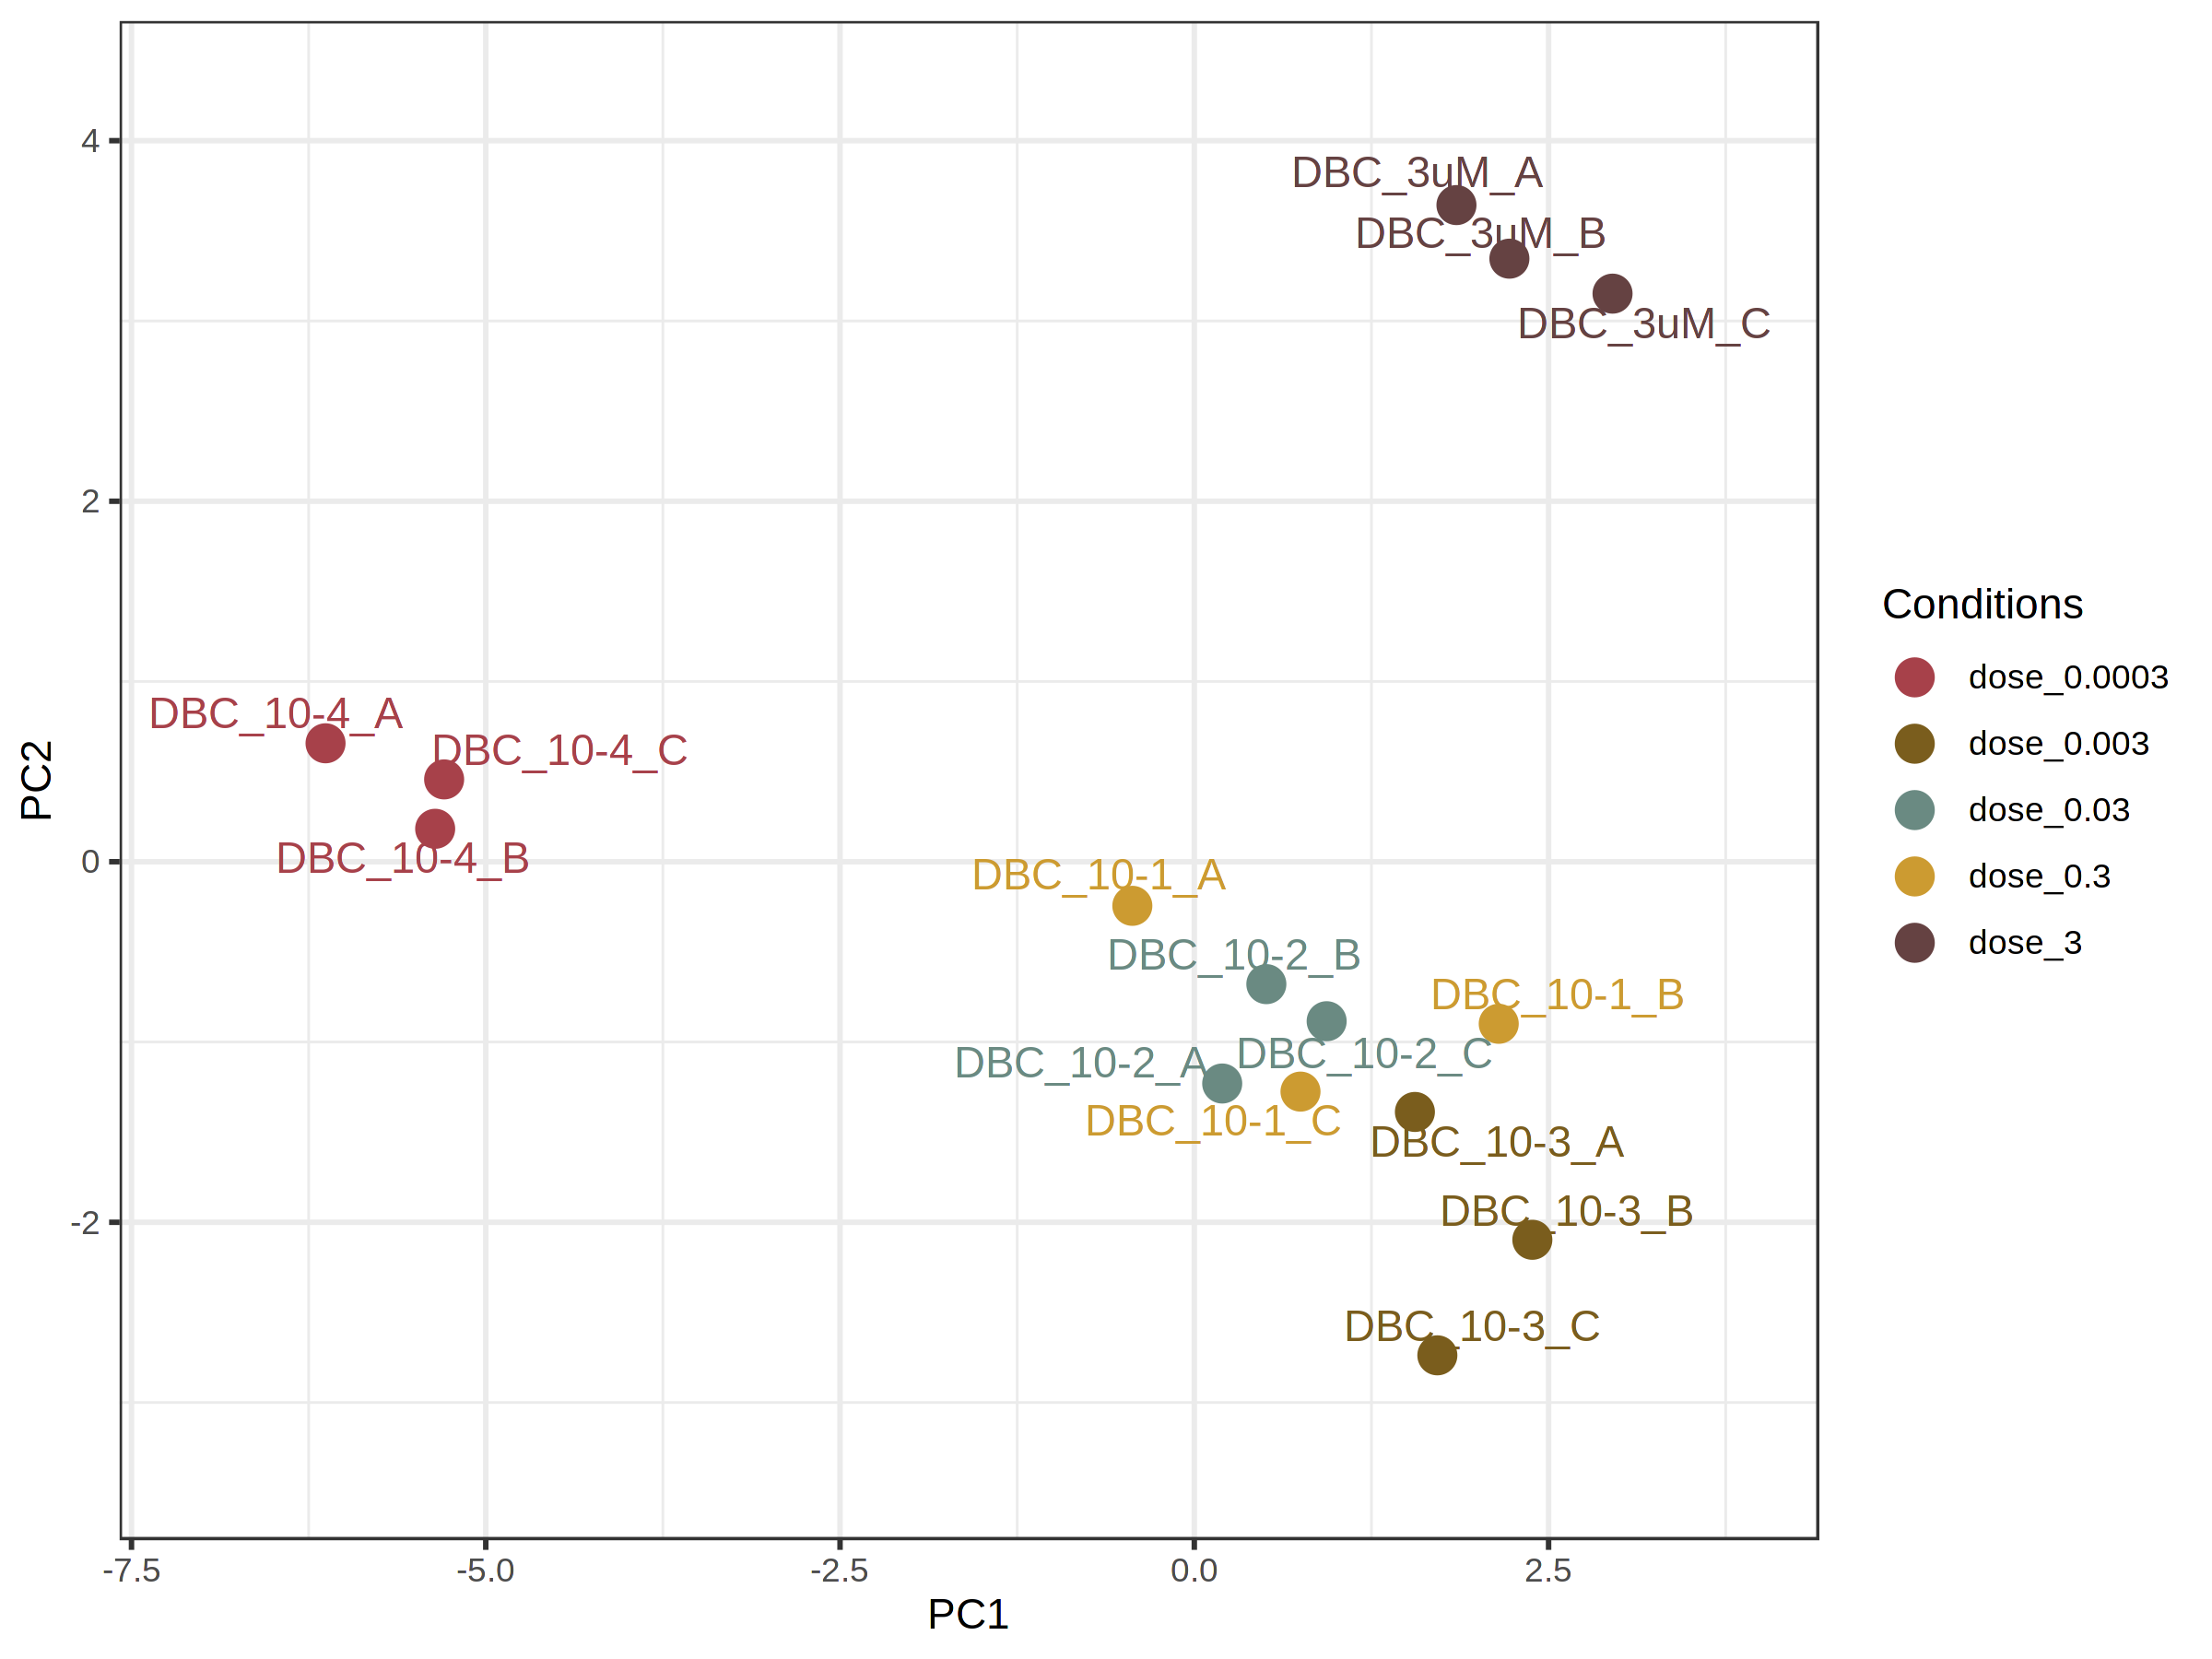 4
2
0
-2
PC2
DBC_3uM_A
DBC_3uM_B
DBC_3uM_C
DBC_10-4_A
DBC_10-4_C
DBC_10-4_B
DBC_10-1_A
DBC_10-2_B
DBC_10-1_B
DBC_10-2_A
DBC_10-2_C
DBC_10-1_C
DBC_10-3_A
DBC_10-3_B
DBC_10-3_C
-7.5
-5.0
-2.5
0.0
2.5
PC1
Conditions
dose_0.0003
dose_0.003
dose_0.03
dose_0.3
dose_3